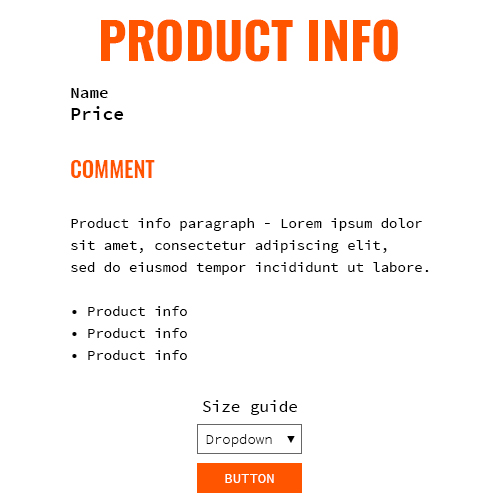 PRODUCT INFO
Name
Price
COMMENT
Product info paragraph - Lorem ipsum dolor
sit amet, consectetur adipiscing elit,
sed do eiusmod tempor incididunt ut labore.
• Product info
• Product info
• Product info
Size guide
Dropdown ▼
BUTTON